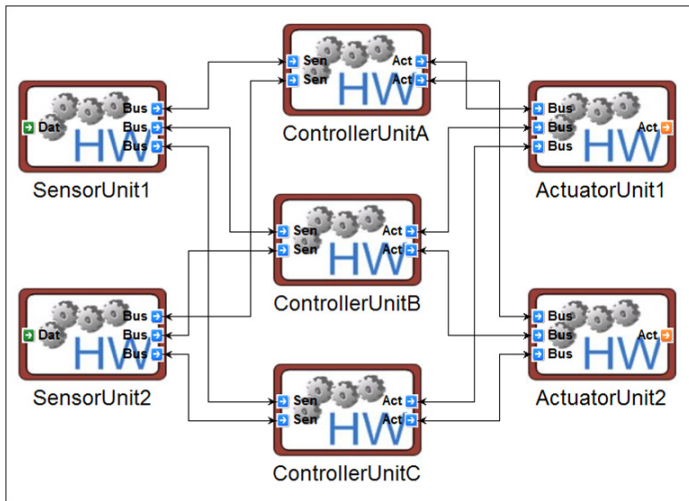 Sen
Act
Sen
Act
HW
ControllerUnitA
Bus
Dat
Bus
Bus
HW
SensorUnit1
Bus
Bus
Act
Bus
HW
ActuatorUnit1
Sen
Act
Sen
Act
HW
ControllerUnitB
Bus
Dat
Bus
Bus
HW
SensorUnit2
Bus
Bus
Act
Bus
HW
ActuatorUnit2
Sen
Act
Sen
Act
HW
ControllerUnitC